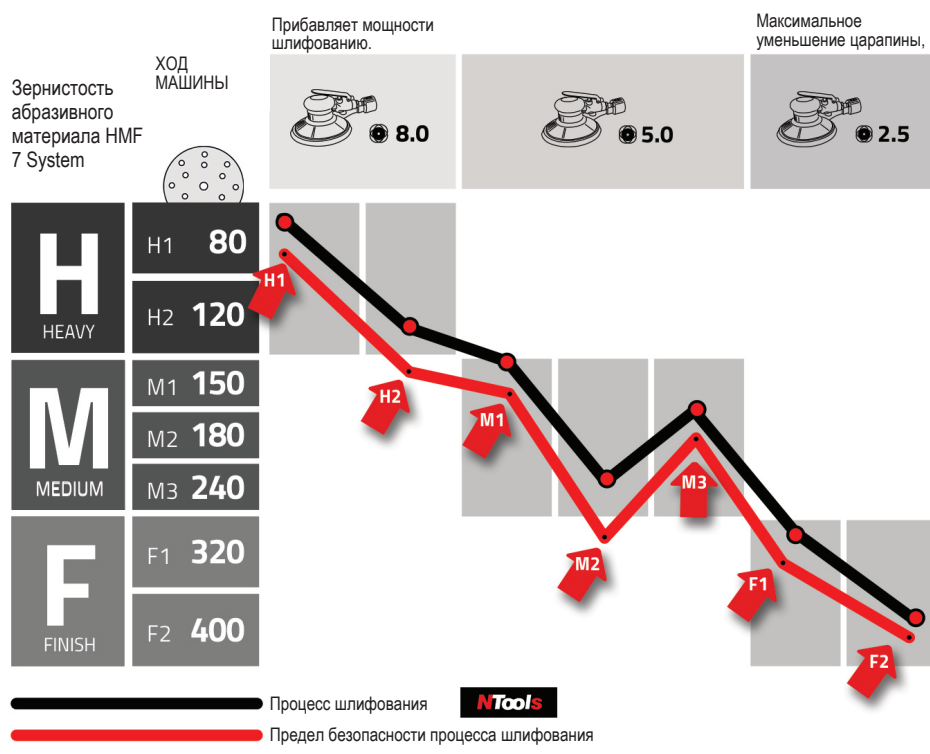 Прибавляет мощности
шлифованию.
Максимальное
уменьшение царапины,
ХОД
МАШИНЫ
Зернистость
абразивного
материала HMF
7 System
8.0
5.0
2.5
H
HEAVY
H1 80
H2 120
M
MEDIUM
M1 150
M2 180
M3 240
F
FINISH
F1 320
F2 400
H1
H2
M1
M2
M3
F1
F2
Процесс шлифования
NTools
Предел безопасности процесса шлифования